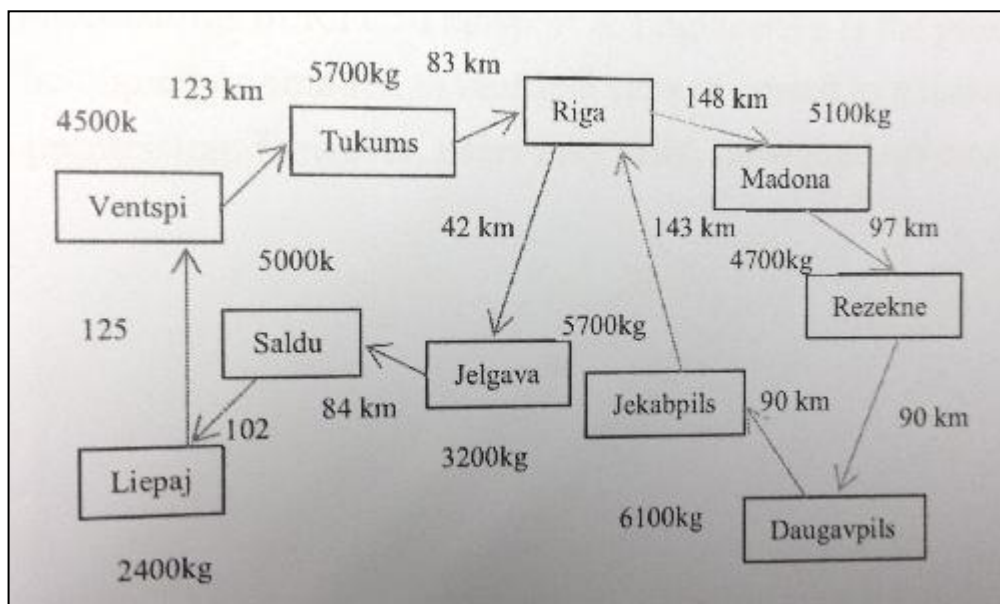 123 km
5700kg
83 km
4500k
Tukums
Riga
148 km
5100kg
Ventspi
Madona
42 km
143 km
97 km
5000k
4700kg
Rezekne
125
Saldu
5700kg
Jelgava
Jekabpils
90 km
90 km
84 km
102
3200kg
Liepaj
6100kg
Daugavpils
2400kg